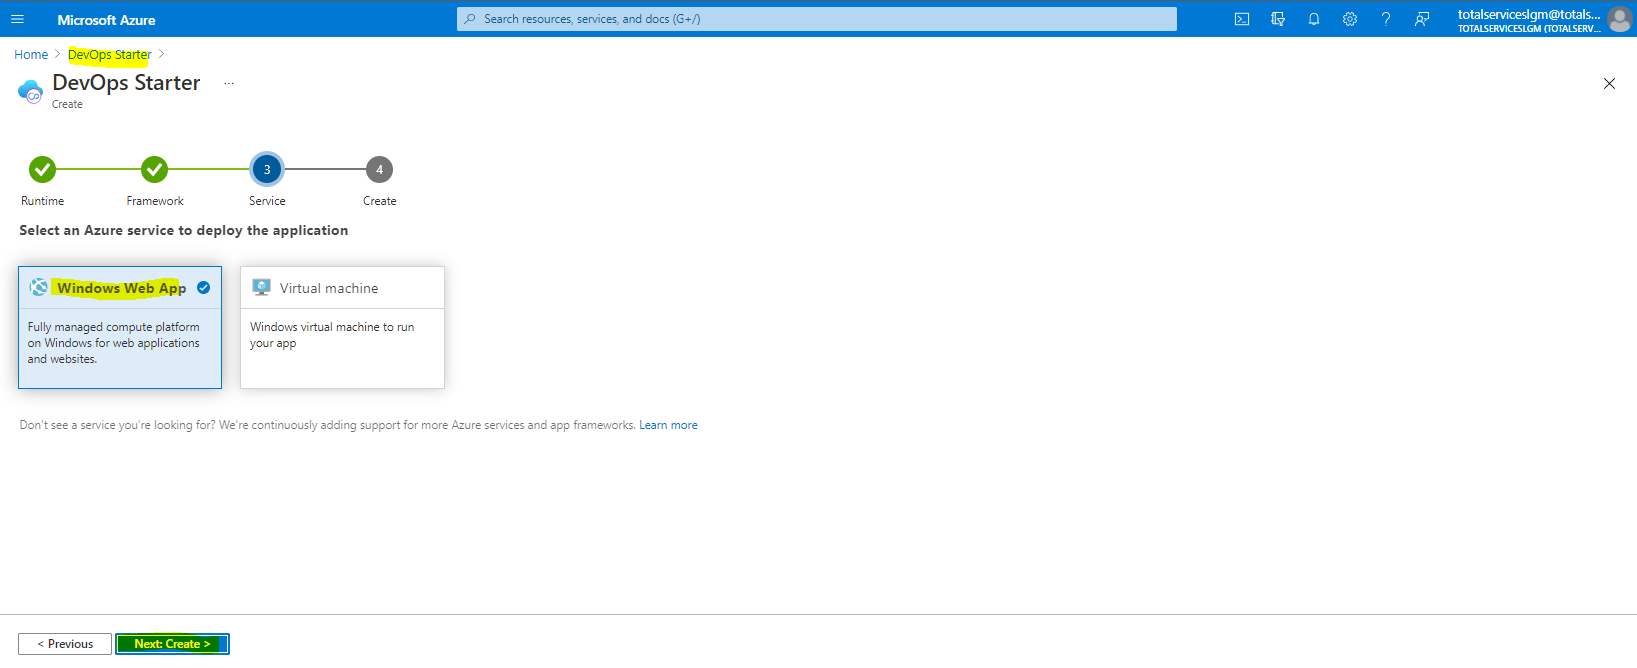 Microsoft Azure
Search resources, services, and docs (G+/)
totalserviceslgm@totals...
TOTALSERVICESLGM (TOTALSERV...
Home > DevOps Starter >
DevOps Starter ...
Create
3
4
Runtime
Framework
Service
Create
Select an Azure service to deploy the application
Windows Web App
Fully managed compute platform
on Windows for web applications
and websites.
Virtual machine
Windows virtual machine to run
your app
Don't see a service you're looking for? We're continuously adding support for more Azure services and app frameworks. Learn more
< Previous
Next: Create >